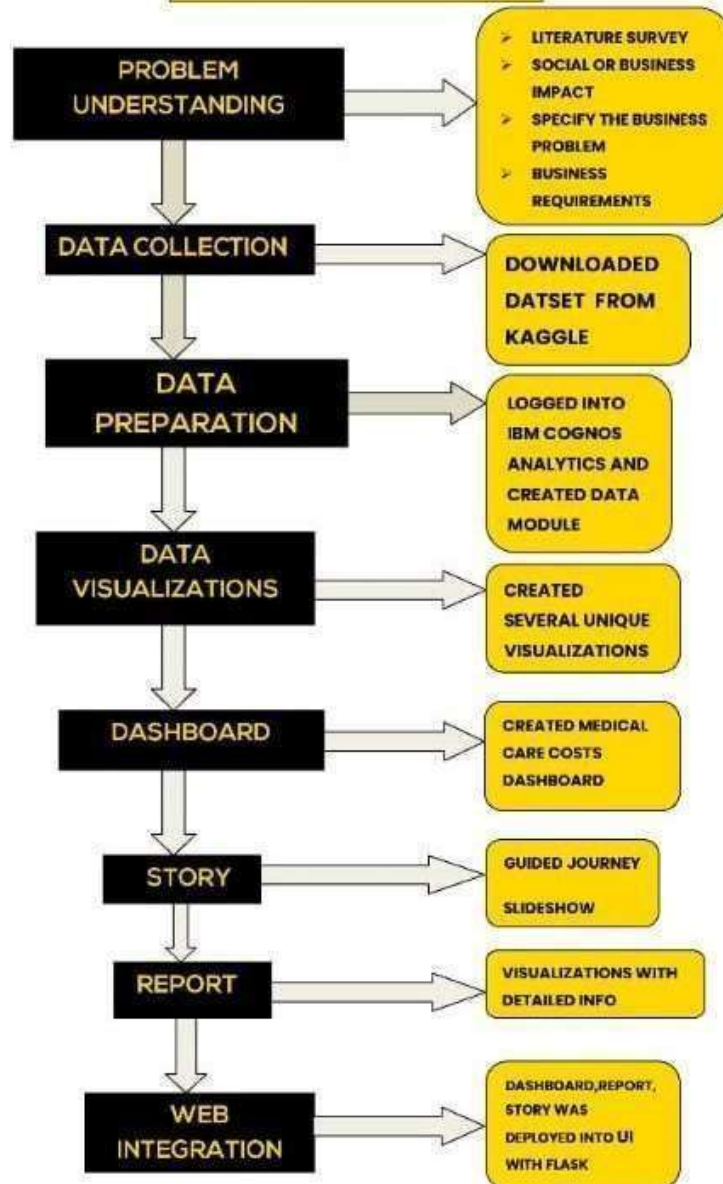 PROBLEM
UNDERSTANDING
➢ LITERATURE SURVEY
➢ SOCIAL OR BUSINESS
IMPACT
➢ SPECIFY THE BUSINESS
PROBLEM
➢ BUSINESS
REQUIREMENTS
DATA COLLECTION
DOWNLOADED
DATSET FROM
KAGGLE
DATA
PREPARATION
LOGGED INTO
IBM COGNOS
ANALYTICS AND
CREATED DATA
MODULE
DATA
VISUALIZATIONS
CREATED
SEVERAL UNIQUE
VISUALIZATIONS
DASHBOARD
CREATED MEDICAL
CARE COSTS
DASHBOARD
STORY
GUIDED JOURNEY
SLIDESHOW
REPORT
VISUALIZATIONS WITH
DETAILED INFO
WEB
INTEGRATION
DASHBOARD,REPORT,
STORY WAS
DEPLOYED INTO UI
WITH FLASK